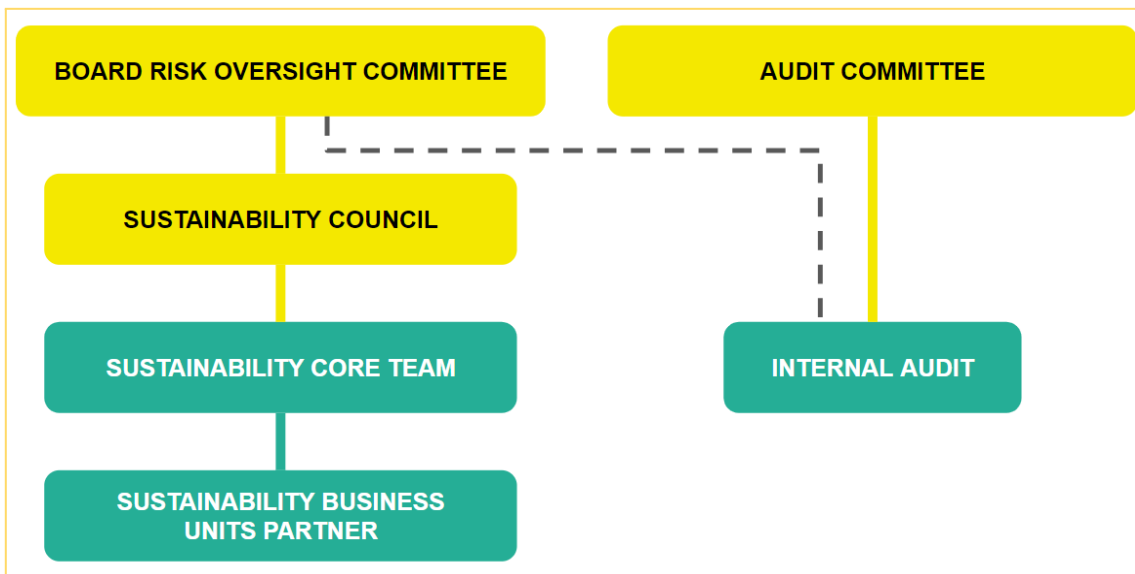 BOARD RISK OVERSIGHT COMMITTEE
AUDIT COMMITTEE
SUSTAINABILITY COUNCIL
SUSTAINABILITY CORE TEAM
INTERNAL AUDIT
SUSTAINABILITY BUSINESS
UNITS PARTNER